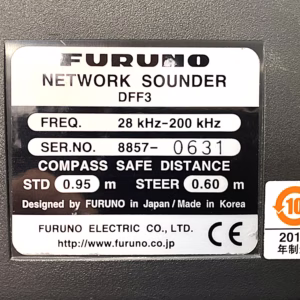 FURUNO
NETWORK SOUNDER
DFF3
FREQ. 28 kHz-200 kHz
SER.NO. 8857-0631
COMPASS SAFE DISTANCE
STD 0.95 m STEER 0.60 m
Designed by FURUNO in Japan/Made in Korea
FURUNO ELECTRIC CO., LTD.
http://www.furuno.co.jp
CE
10
201
年制